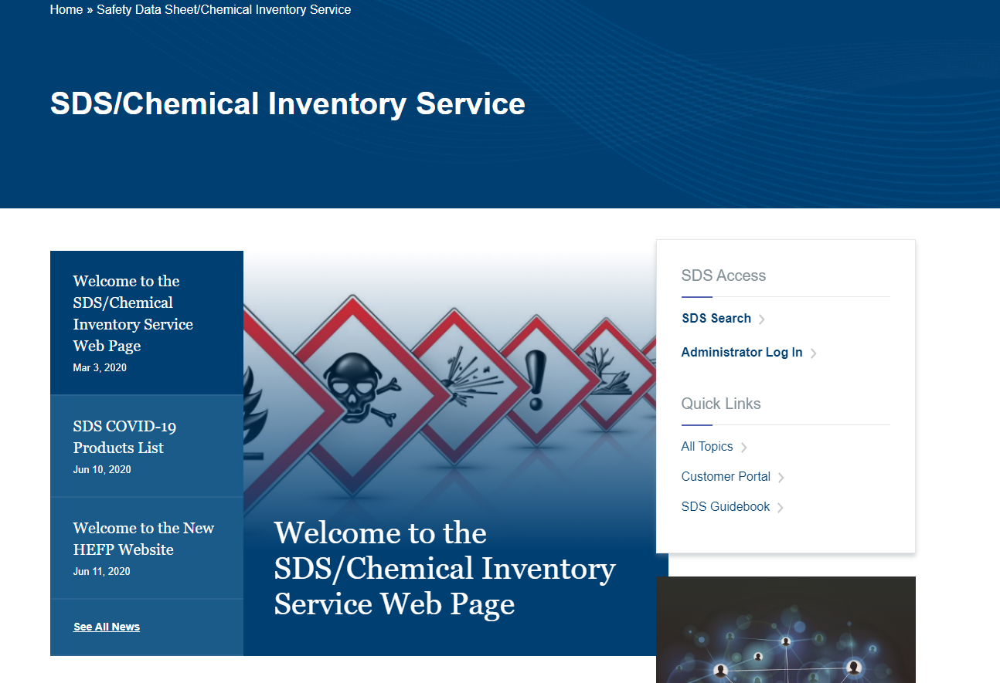 Home » Safety Data Sheet/Chemical Inventory Service
SDS/Chemical Inventory Service
Welcome to the
SDS/Chemical
Inventory Service
Web Page
Mar 3, 2020
SDS COVID-19
Products List
Jun 10, 2020
Welcome to the New
HEFP Website
Jun 11, 2020
See All News
Welcome to the
SDS/Chemical Inventory
Service Web Page
SDS Access
SDS Search
Administrator Log In
Quick Links
All Topics
Customer Portal
SDS Guidebook